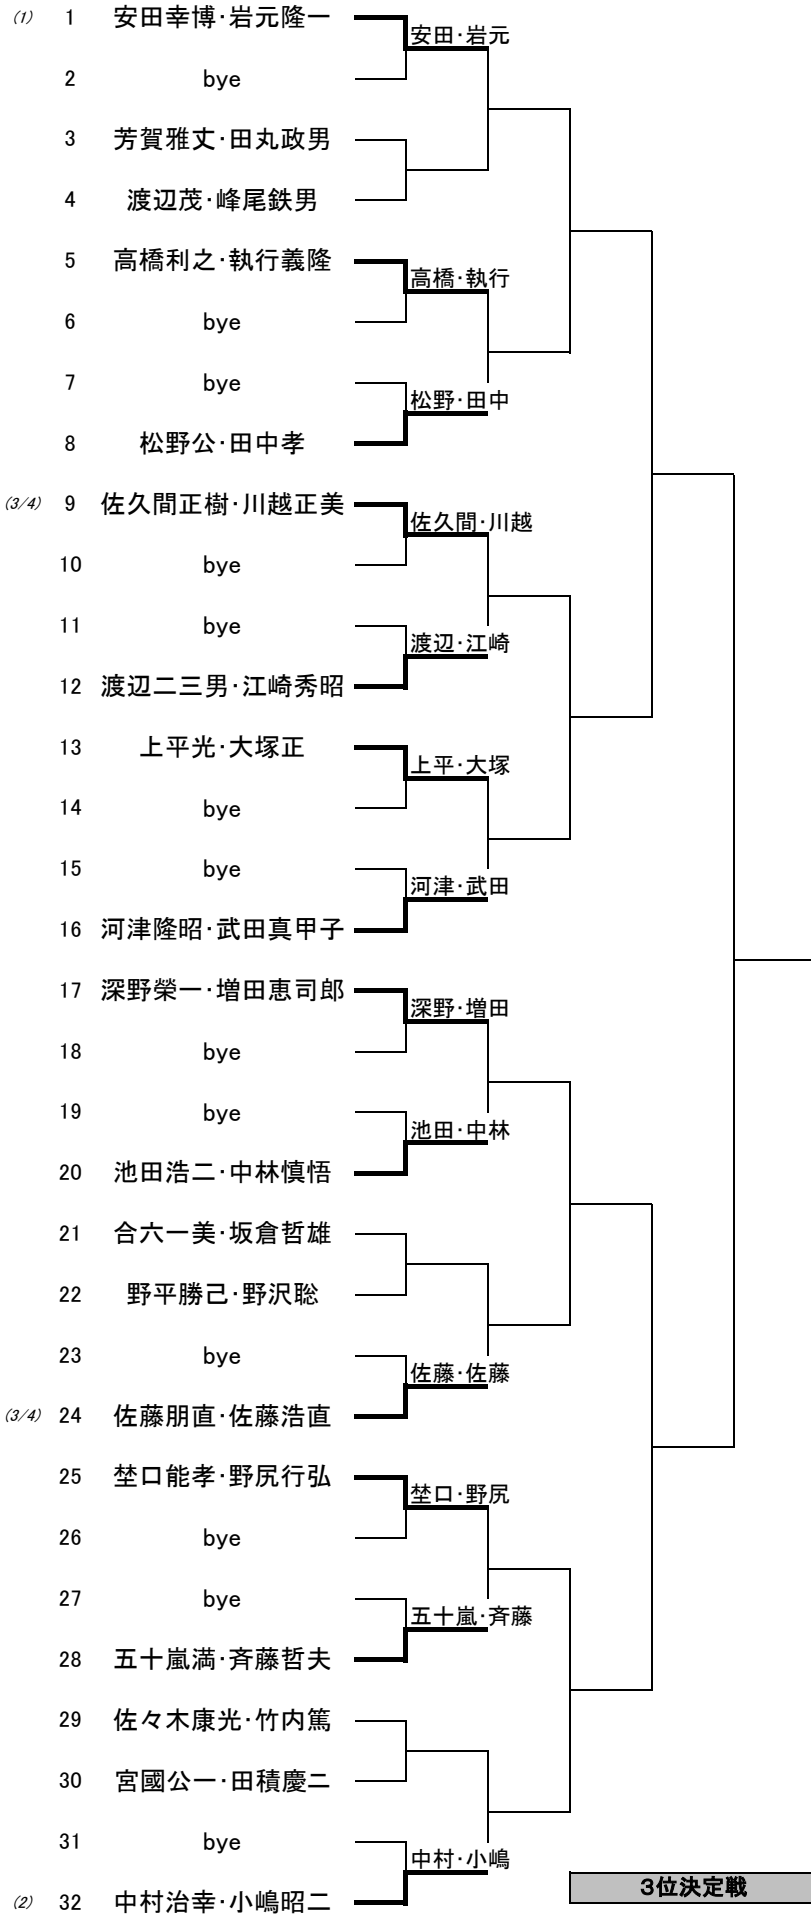 (1) 1 安田幸博・岩元隆一
安田・岩元
2 bye
3 芳賀雅丈・田丸政男
4 渡辺茂・峰尾鉄男
5 高橋利之・執行義隆
高橋・執行
6 bye
7 bye
松野・田中
8 松野公・田中孝
(3/4) 9 佐久間正樹・川越正美
佐久間・川越
10 bye
11 bye
渡辺・江崎
12 渡辺二三男・江崎秀昭
13 上平光・大塚正
上平・大塚
14 bye
15 bye
河津・武田
16 河津隆昭・武田真甲子
17 深野榮一・増田恵司郎
深野・増田
18 bye
19 bye
池田・中林
20 池田浩二・中林慎悟
21 合六一美・坂倉哲雄
22 野平勝己・野沢聡
23 bye
佐藤・佐藤
(3/4) 24 佐藤朋直・佐藤浩直
25 埜口能孝・野尻行弘
埜口・野尻
26 bye
27 bye
五十嵐・斉藤
28 五十嵐満・斉藤哲夫
29 佐々木康光・竹内篤
30 宮國公一・田積慶二
31 bye
中村・小嶋
(2) 32 中村治幸・小嶋昭二
3位決定戦